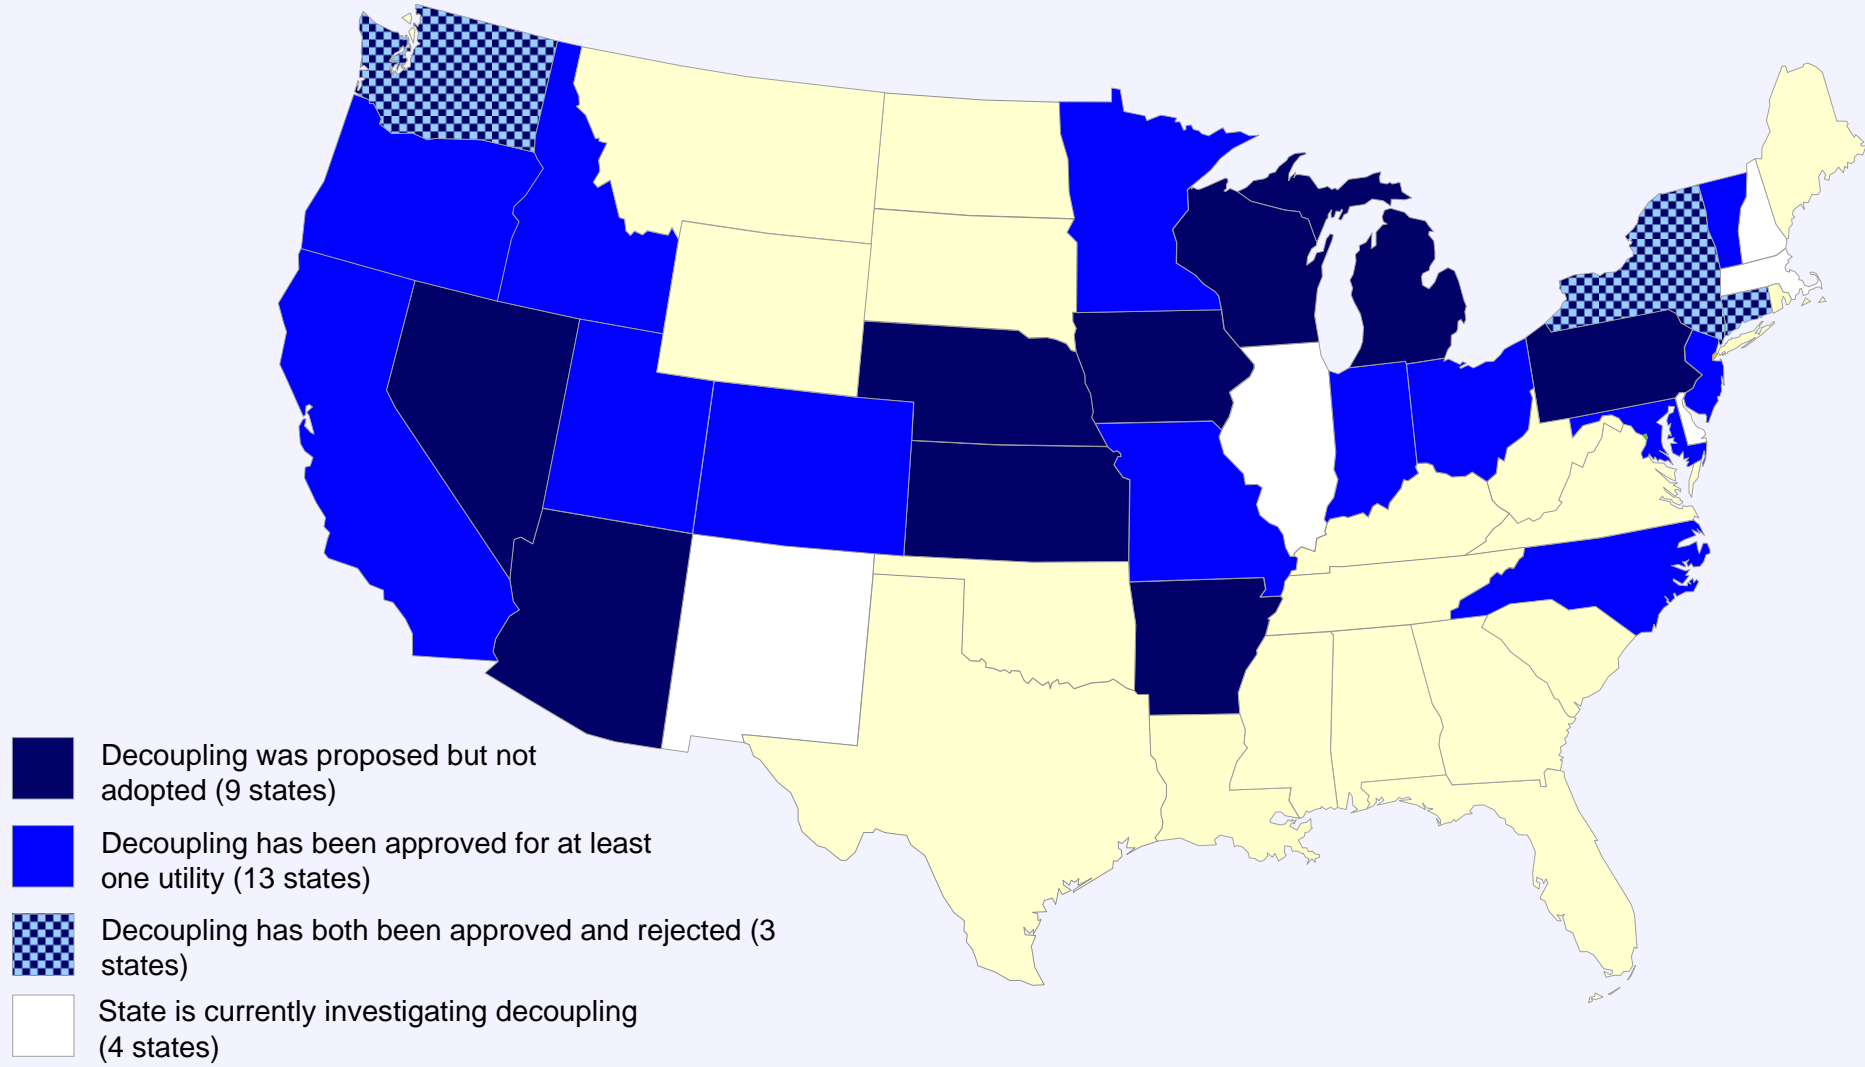 Decoupling was proposed but not
adopted (9 states)
Decoupling has been approved for at least
one utility (13 states)
Decoupling has both been approved and rejected (3
states)
State is currently investigating decoupling
(4 states)